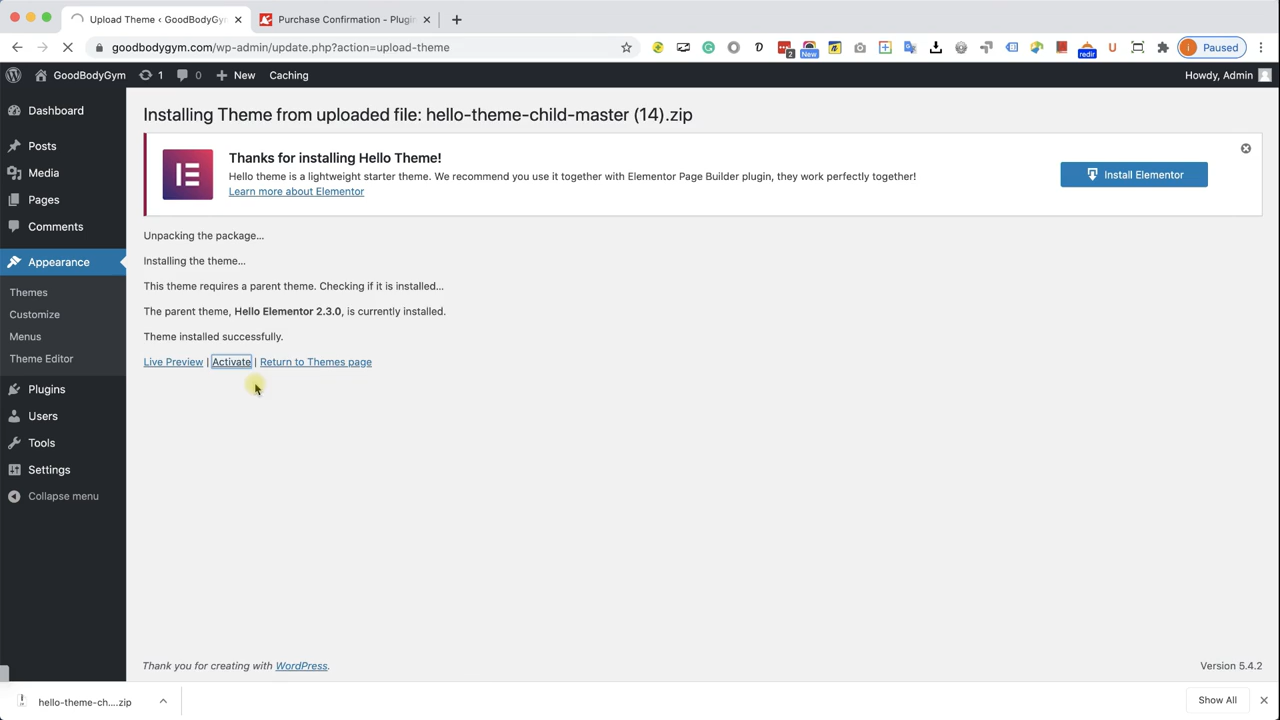 Upload Theme ‹ GoodBodyGy
Purchase Confirmation - Plugin
goodbodygym.com/wp-admin/update.php?action=upload-theme
2
New
redir
U
i Paused
GoodBodyGym
1
0
New
Caching
Howdy, Admin
Dashboard
Posts
Media
Pages
Comments
Appearance
Themes
Customize
Menus
Theme Editor
Plugins
Users
Tools
Settings
Collapse menu
Installing Theme from uploaded file: hello-theme-child-master (14).zip
Thanks for installing Hello Theme!
Hello theme is a lightweight starter theme. We recommend you use it together with Elementor Page Builder plugin, they work perfectly together!
Learn more about Elementor
Install Elementor
Unpacking the package…
Installing the theme…
This theme requires a parent theme. Checking if it is installed…
The parent theme, Hello Elementor 2.3.0, is currently installed.
Theme installed successfully.
Live Preview | Activate | Return to Themes page
Thank you for creating with WordPress.
Version 5.4.2
hello-theme-ch....zip
Show All